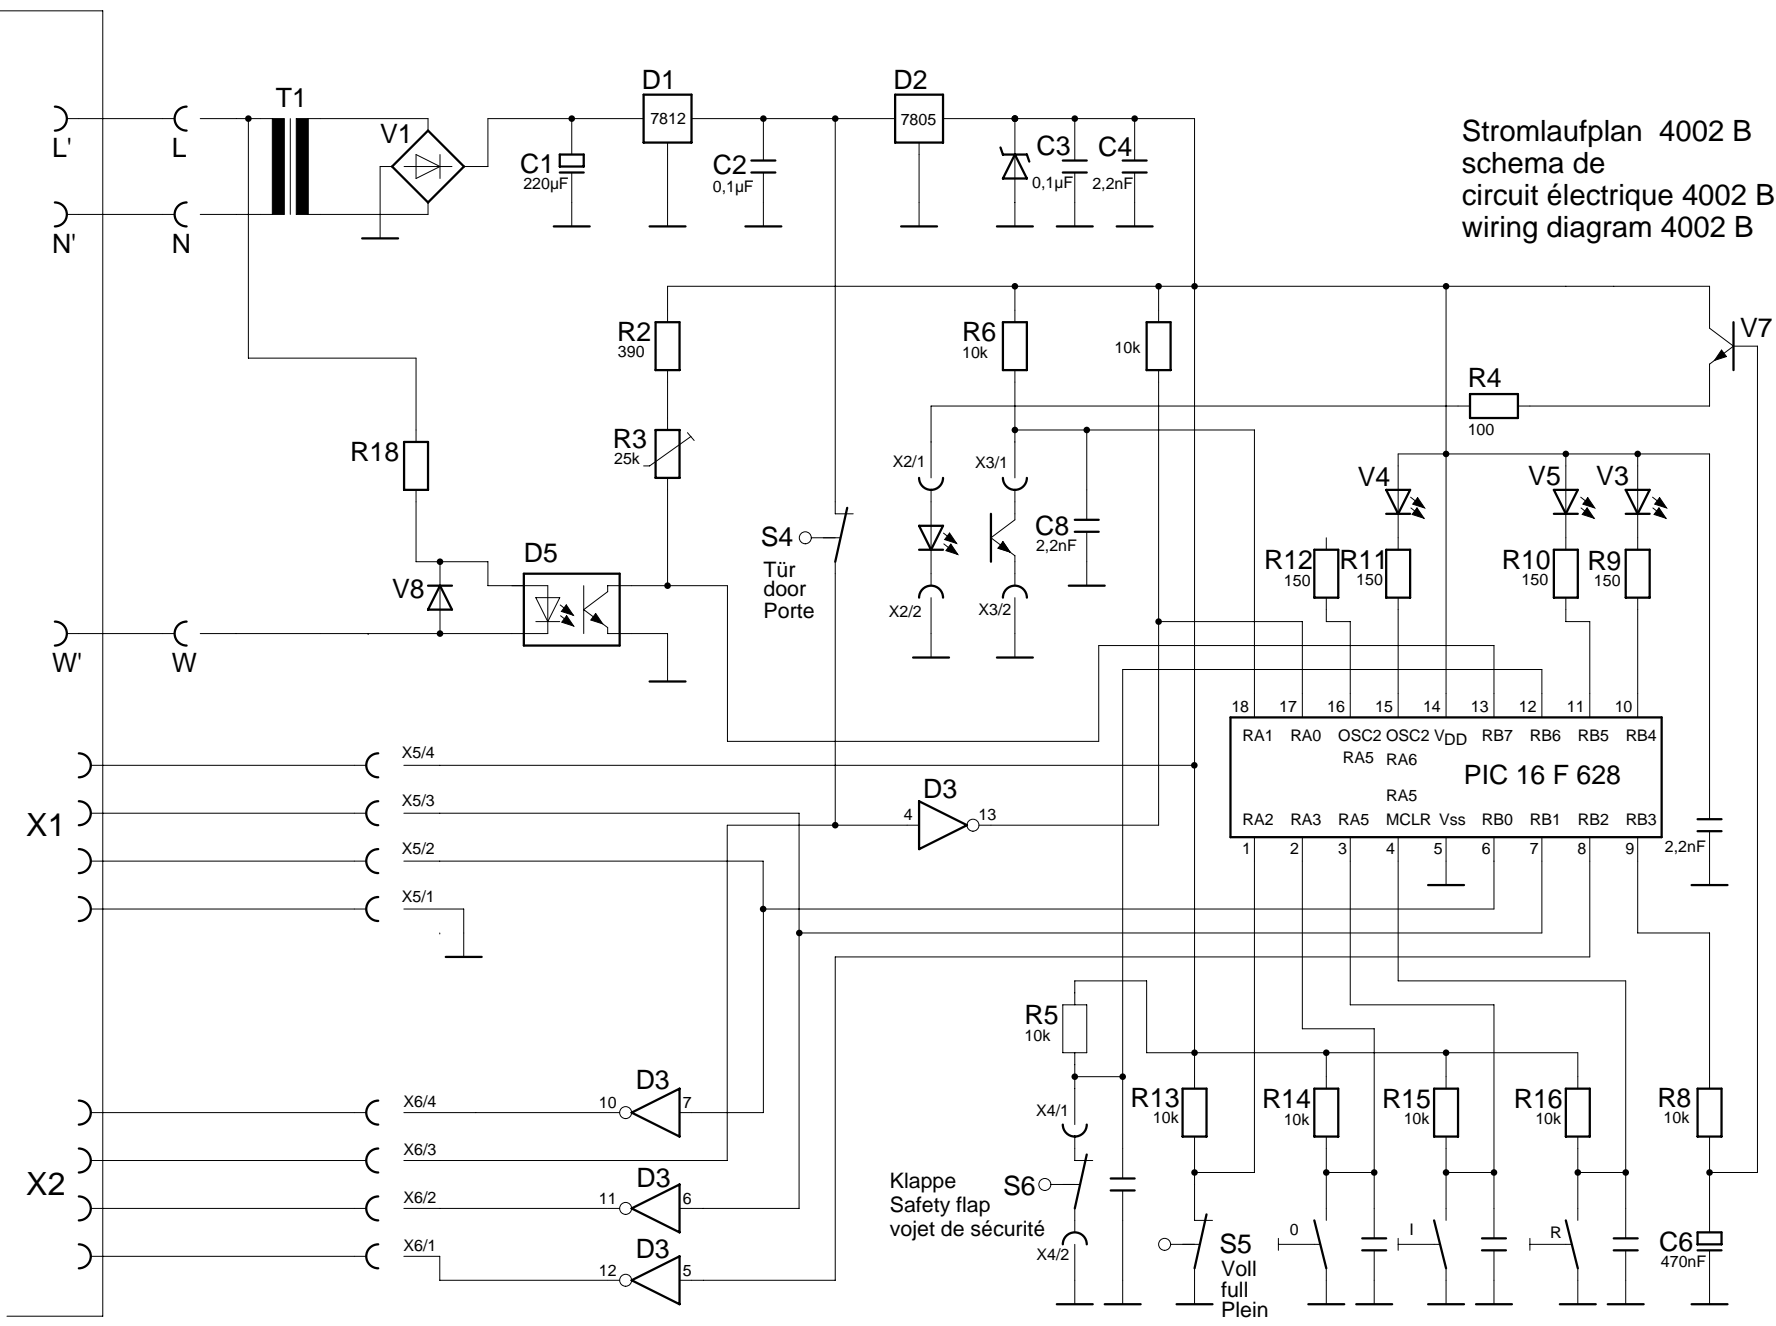 T1
D1
D2
7812
7805
Stromlaufplan 4002 B
schema de
circuit électrique 4002 B
wiring diagram 4002 B
L'
L
V1
C1
220µF
C2
0,1µF
C3
0,1µF
C4
2,2nF
N'
N
R2
390
R6
10k
10k
V7
R4
100
R18
R3
25k
X2/1
X3/1
V4
V5
V3
S4
Tür
door
Porte
C8
2,2nF
D5
R12
150
R11
150
R10
150
R9
150
V8
X2/2
X3/2
W'
W
18 17 16 15 14 13 12 11 10
RA1 RA0 OSC2 OSC2 VDD RB7 RB6 RB5 RB4
RA5 RA6
PIC 16 F 628
RA5
RA2 RA3 RA5 MCLR Vss RB0 RB1 RB2 RB3
1 2 3 4 5 6 7 8 9
2,2nF
X1
X5/4
X5/3
X5/2
X5/1
D3
4
13
R5
10k
X2
X6/4
X6/3
X6/2
X6/1
D3
10
7
D3
11
6
D3
12
5
X4/1
R13
10k
R14
10k
R15
10k
R16
10k
R8
10k
Klappe
Safety flap
vojet de sécurité
S6
X4/2
S5
Voll
full
Plein
0
I
R
C6
470nF